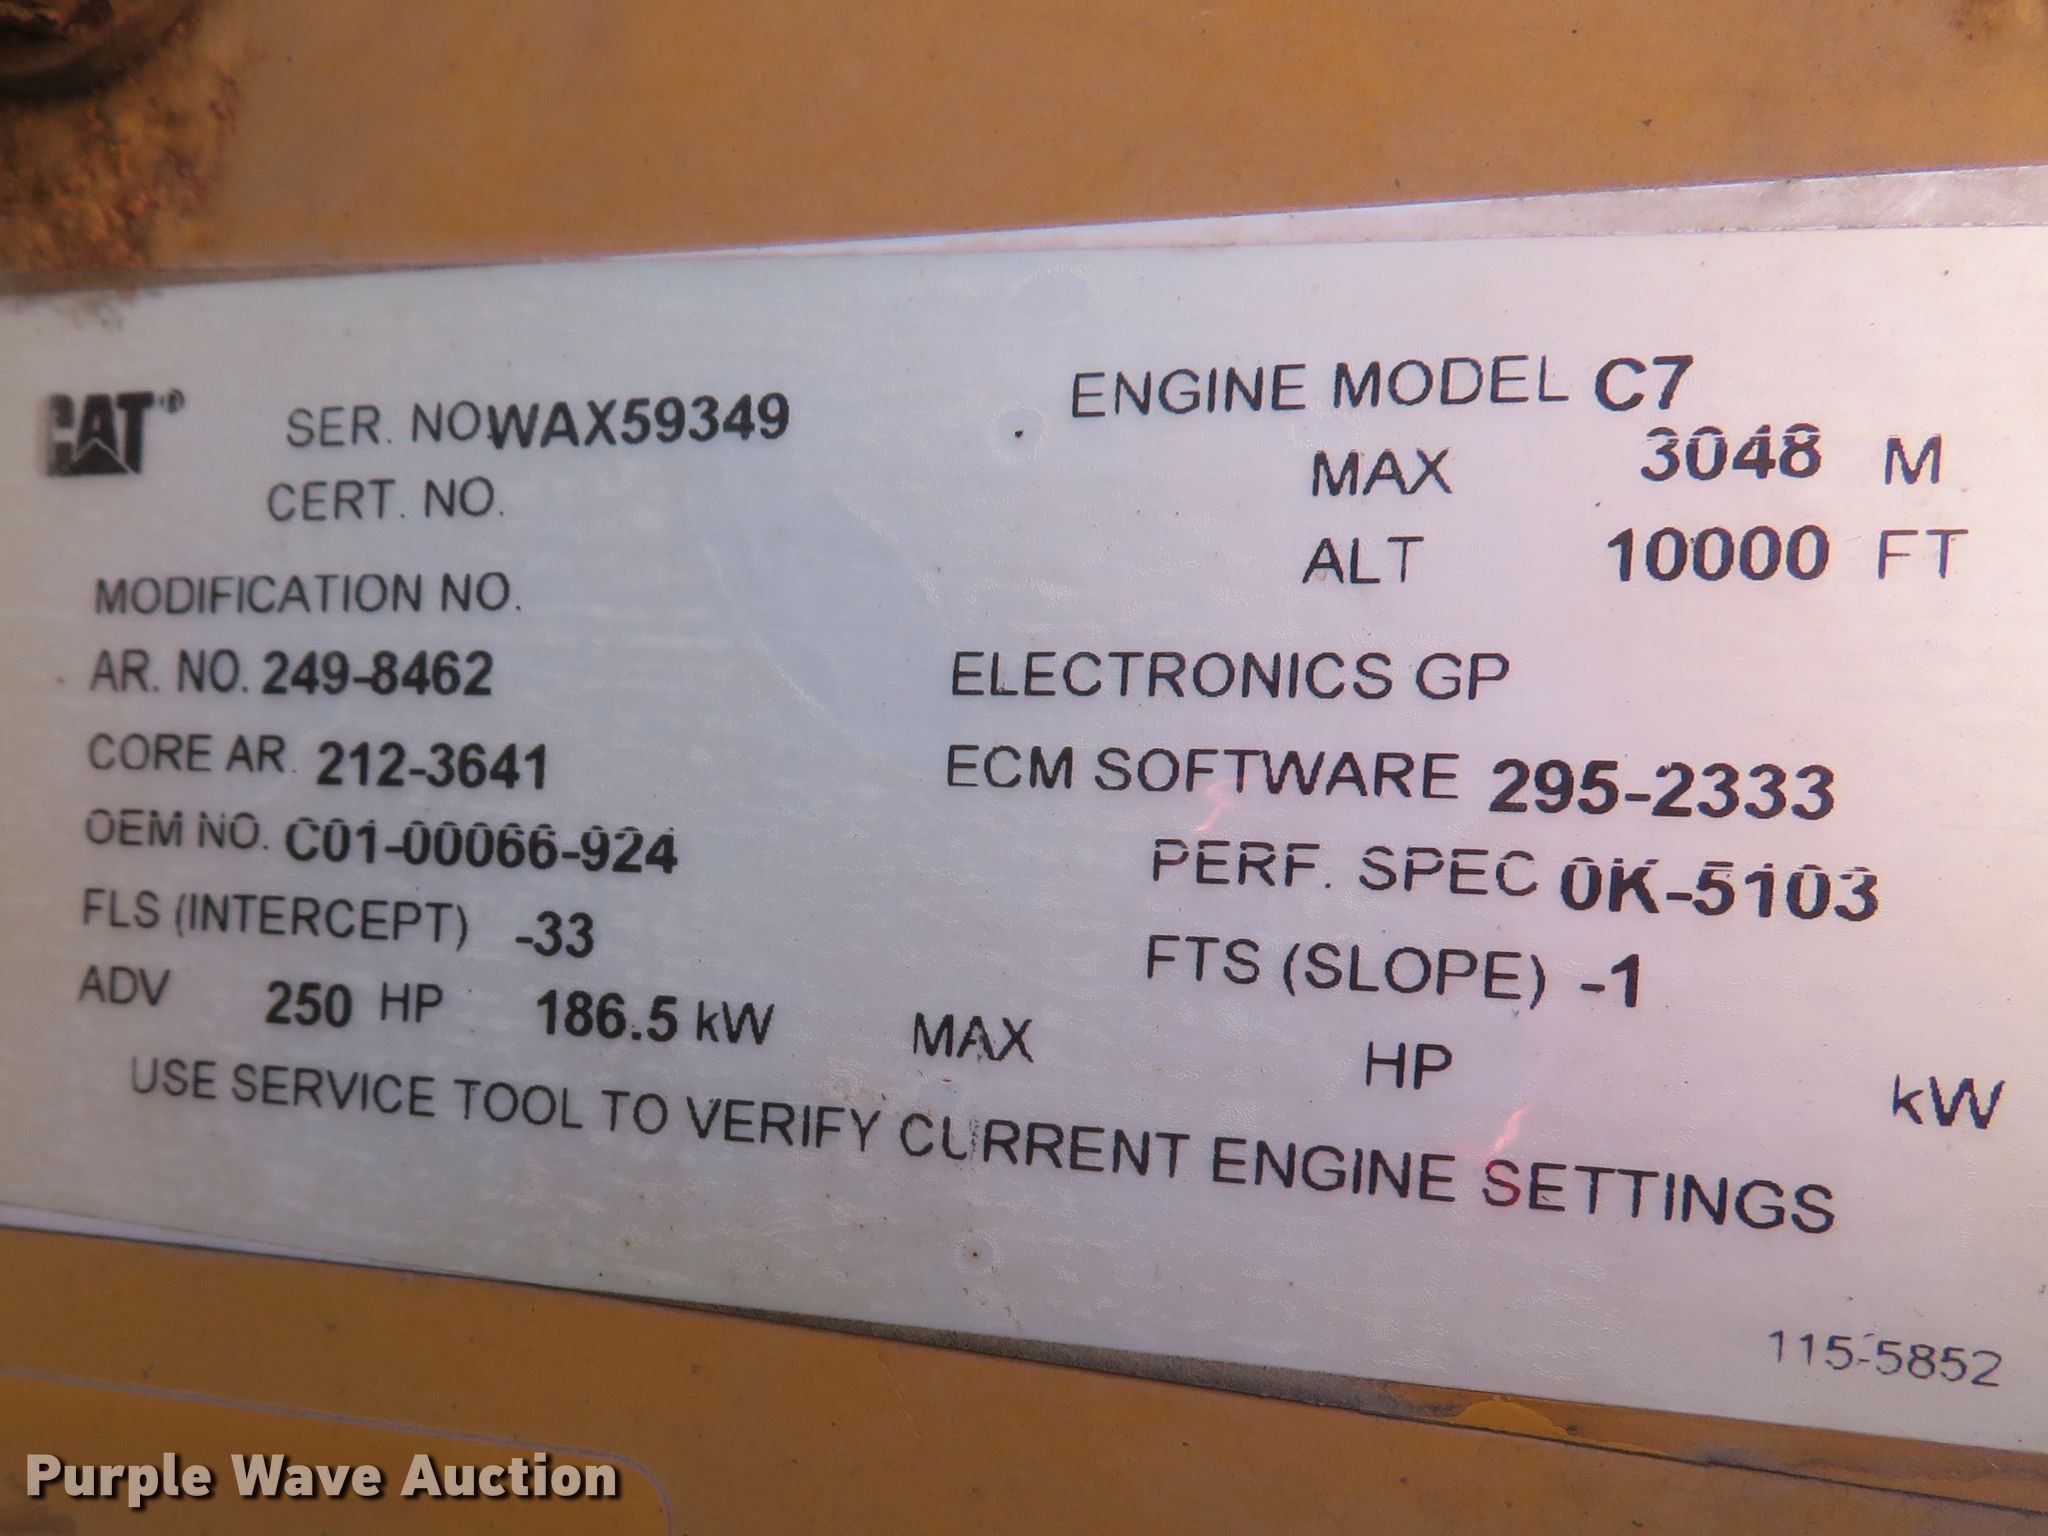 CAT® SER. NO WAX59349 ENGINE MODEL C7
CERT. NO. MAX 3048 M
MODIFICATION NO. ALT 10000 FT
AR. NO. 249-8462 ELECTRONICS GP
CORE AR. 212-3641 ECM SOFTWARE 295-2333
OEM NO. C01-00066-924 PERF. SPEC 0K-5103
FLS (INTERCEPT) -33 FTS (SLOPE) -1
ADV 250 HP 186.5 kW MAX HP kW
USE SERVICE TOOL TO VERIFY CURRENT ENGINE SETTINGS
115-5852
Purple Wave Auction